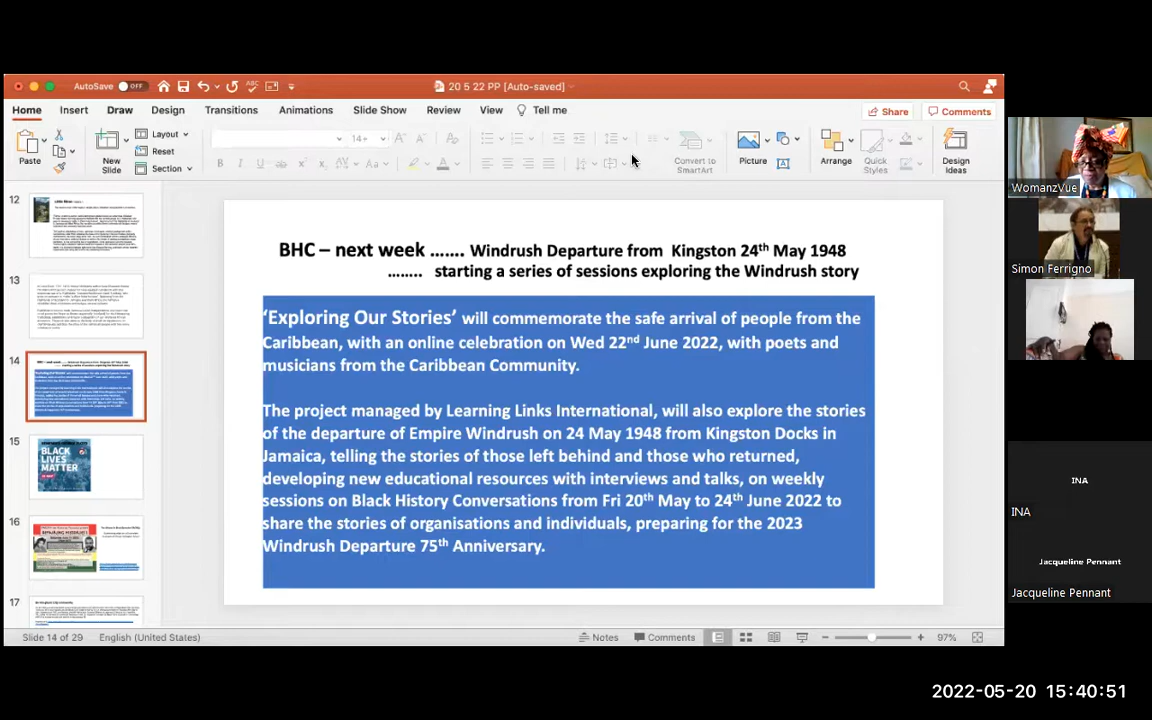 AutoSave OFF
20 5 22 PP [Auto-saved]
Home Insert Draw Design Transitions Animations Slide Show Review View Tell me Share Comments
Paste New Slide Layout Reset Section 14 Convert to SmartArt Picture Arrange Quick Styles Design Ideas
12
13
14
15
BLACK
LIVES
MATTER
16
17
BHC – next week ....... Windrush Departure from Kingston 24th May 1948
........ starting a series of sessions exploring the Windrush story
'Exploring Our Stories' will commemorate the safe arrival of people from the
Caribbean, with an online celebration on Wed 22nd June 2022, with poets and
musicians from the Caribbean Community.
The project managed by Learning Links International, will also explore the stories
of the departure of Empire Windrush on 24 May 1948 from Kingston Docks in
Jamaica, telling the stories of those left behind and those who returned,
developing new educational resources with interviews and talks, on weekly
sessions on Black History Conversations from Fri 20th May to 24th June 2022 to
share the stories of organisations and individuals, preparing for the 2023
Windrush Departure 75th Anniversary.
Slide 14 of 29 English (United States) Notes Comments 97%
WomanzVue
Simon Ferrigno
INA
INA
Jacqueline Pennant
Jacqueline Pennant
2022-05-20 15:40:51